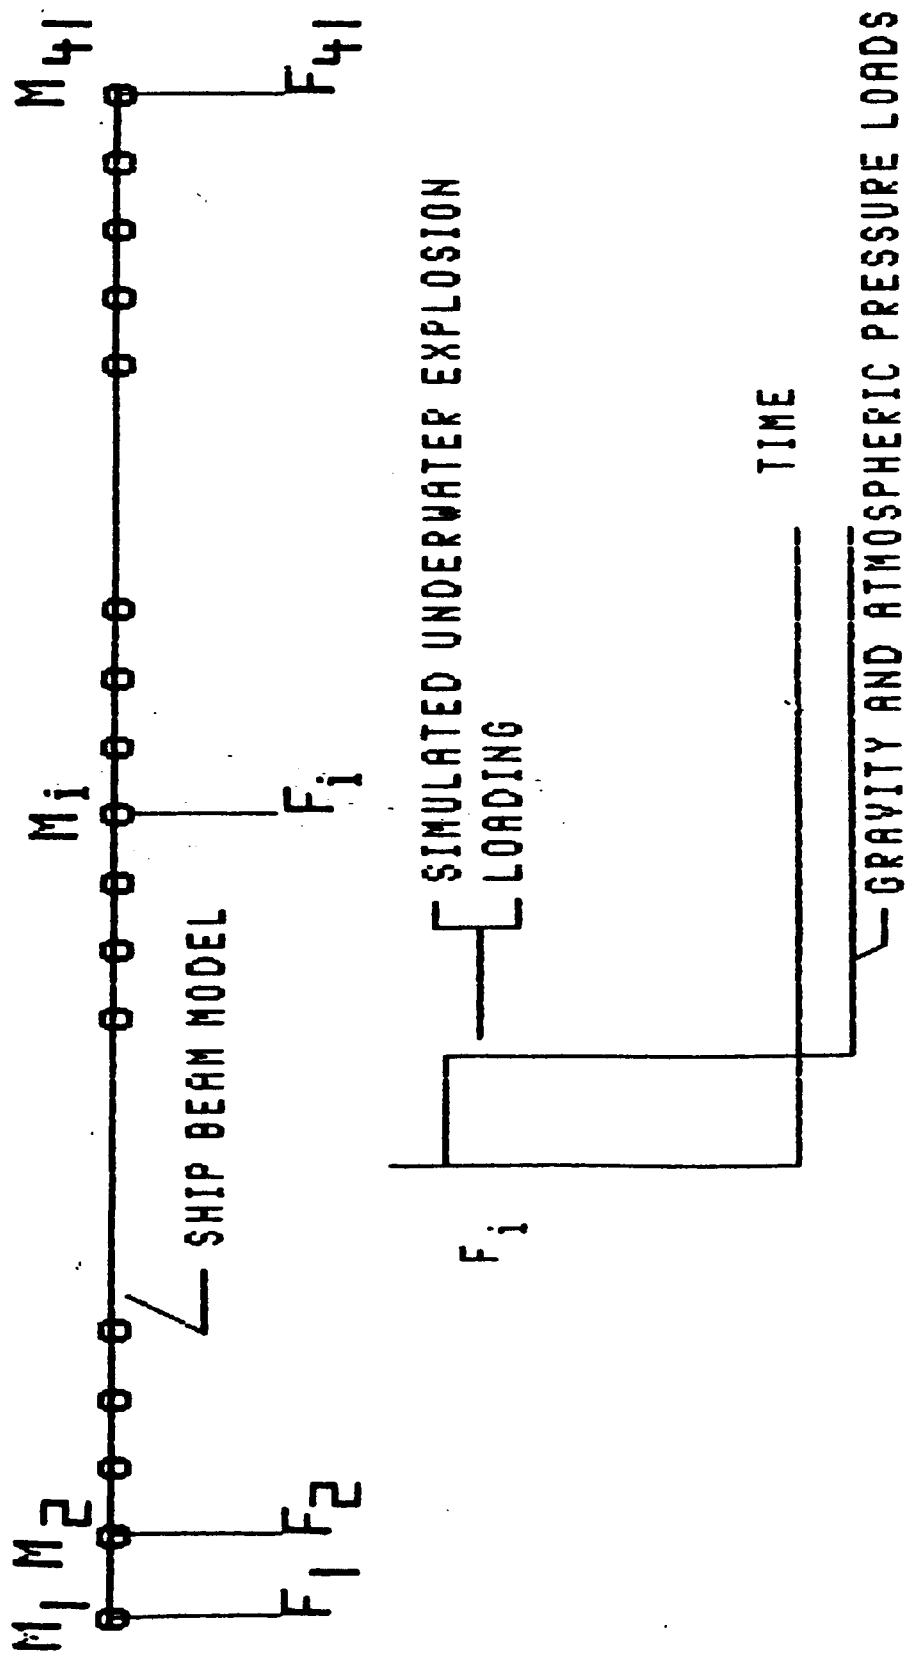 M1 M2 Mi M41
F1 F2 Fi F41
SHIP BEAM MODEL
SIMULATED UNDERWATER EXPLOSION
LOADING
Fi
TIME
GRAVITY AND ATMOSPHERIC PRESSURE LOADS